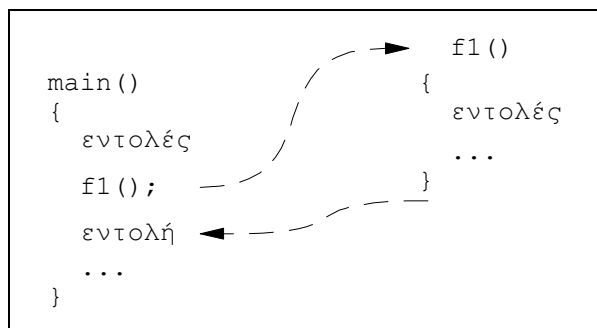 main()
{
εντολές
f1();
εντολή
...
}
f1()
{
εντολές
...
}